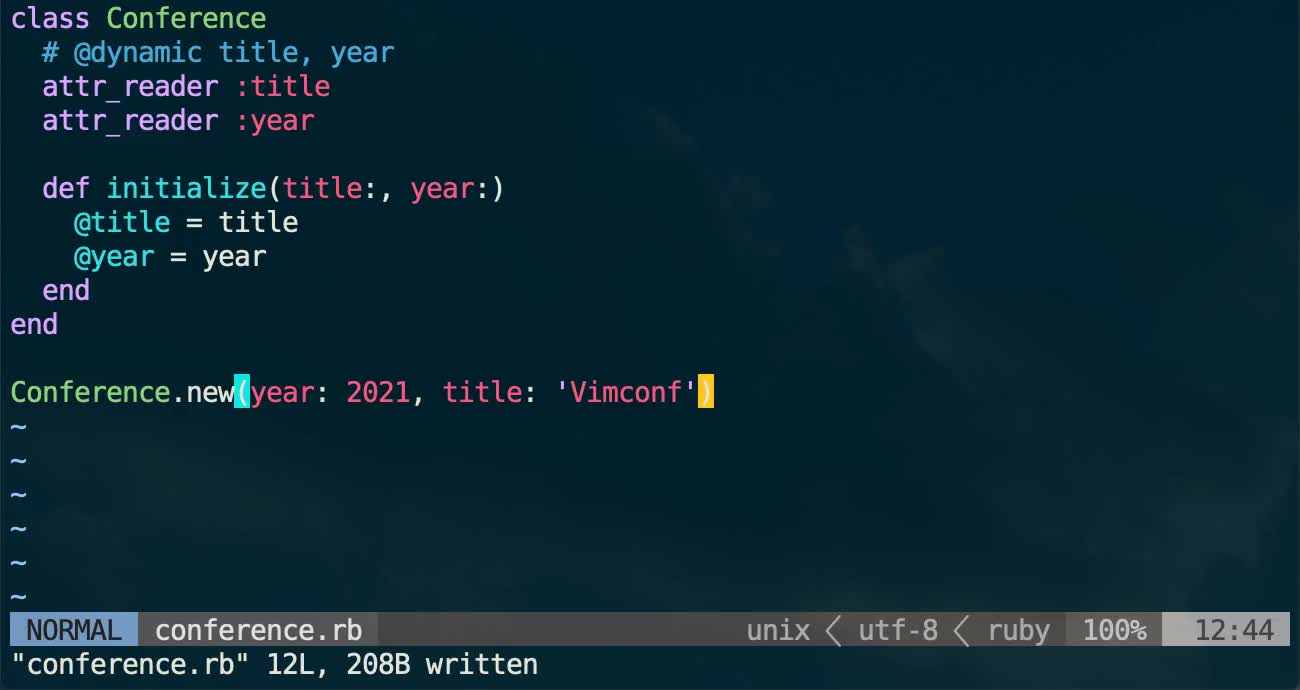 class Conference
  # @dynamic title, year
  attr_reader :title
  attr_reader :year

  def initialize(title:, year:)
    @title = title
    @year = year
  end
end

Conference.new(year: 2021, title: 'Vimconf')
~
~
~
~
~
~
NORMAL conference.rb unix < utf-8 < ruby 100% 12:44
"conference.rb" 12L, 208B written